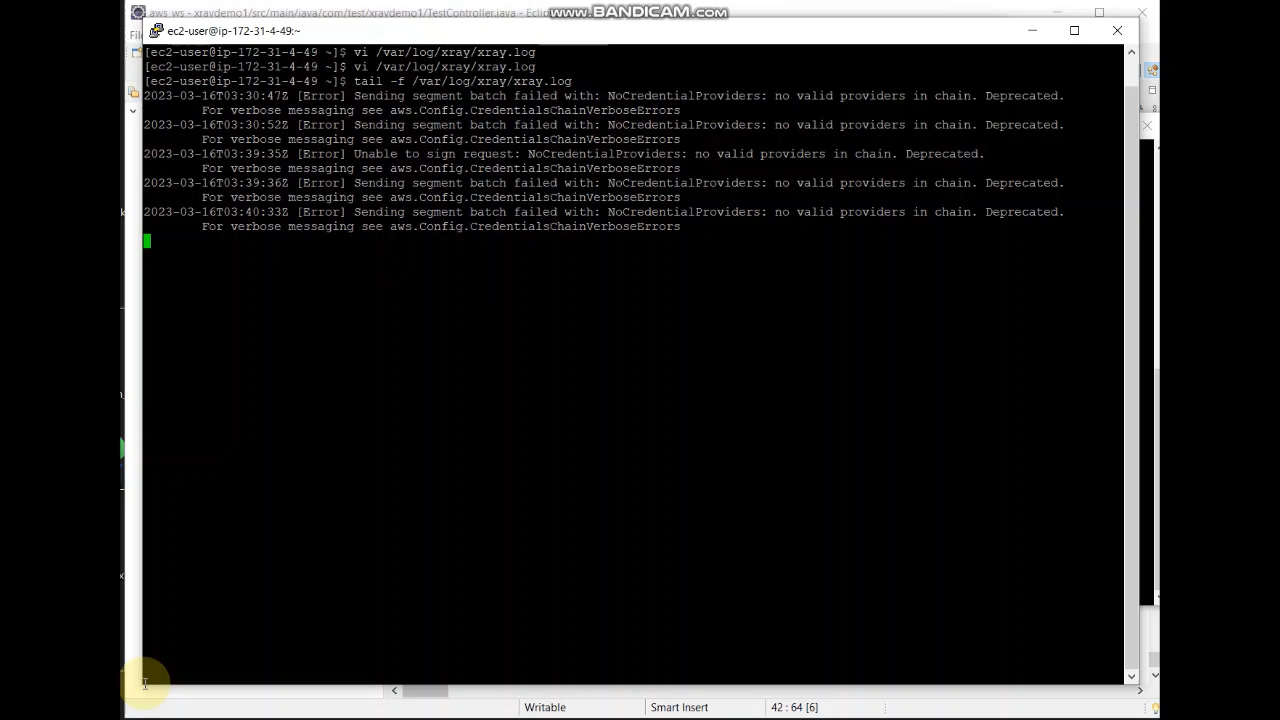 aws ws - xraydemo1/src/main/java/com/test/xraydemo1/TestController.java - Eclip
www.BANDICAM.com
ec2-user@ip-172-31-4-49:~
[ec2-user@ip-172-31-4-49 ~]$ vi /var/log/xray/xray.log
[ec2-user@ip-172-31-4-49 ~]$ vi /var/log/xray/xray.log
[ec2-user@ip-172-31-4-49 ~]$ tail -f /var/log/xray/xray.log
2023-03-16T03:30:47Z [Error] Sending segment batch failed with: NoCredentialProviders: no valid providers in chain. Deprecated.
For verbose messaging see aws.Config.CredentialsChainVerboseErrors
2023-03-16T03:30:52Z [Error] Sending segment batch failed with: NoCredentialProviders: no valid providers in chain. Deprecated.
For verbose messaging see aws.Config.CredentialsChainVerboseErrors
2023-03-16T03:39:35Z [Error] Unable to sign request: NoCredentialProviders: no valid providers in chain. Deprecated.
For verbose messaging see aws.Config.CredentialsChainVerboseErrors
2023-03-16T03:39:36Z [Error] Sending segment batch failed with: NoCredentialProviders: no valid providers in chain. Deprecated.
For verbose messaging see aws.Config.CredentialsChainVerboseErrors
2023-03-16T03:40:33Z [Error] Sending segment batch failed with: NoCredentialProviders: no valid providers in chain. Deprecated.
For verbose messaging see aws.Config.CredentialsChainVerboseErrors
Writable
Smart Insert
42 : 64 [6]